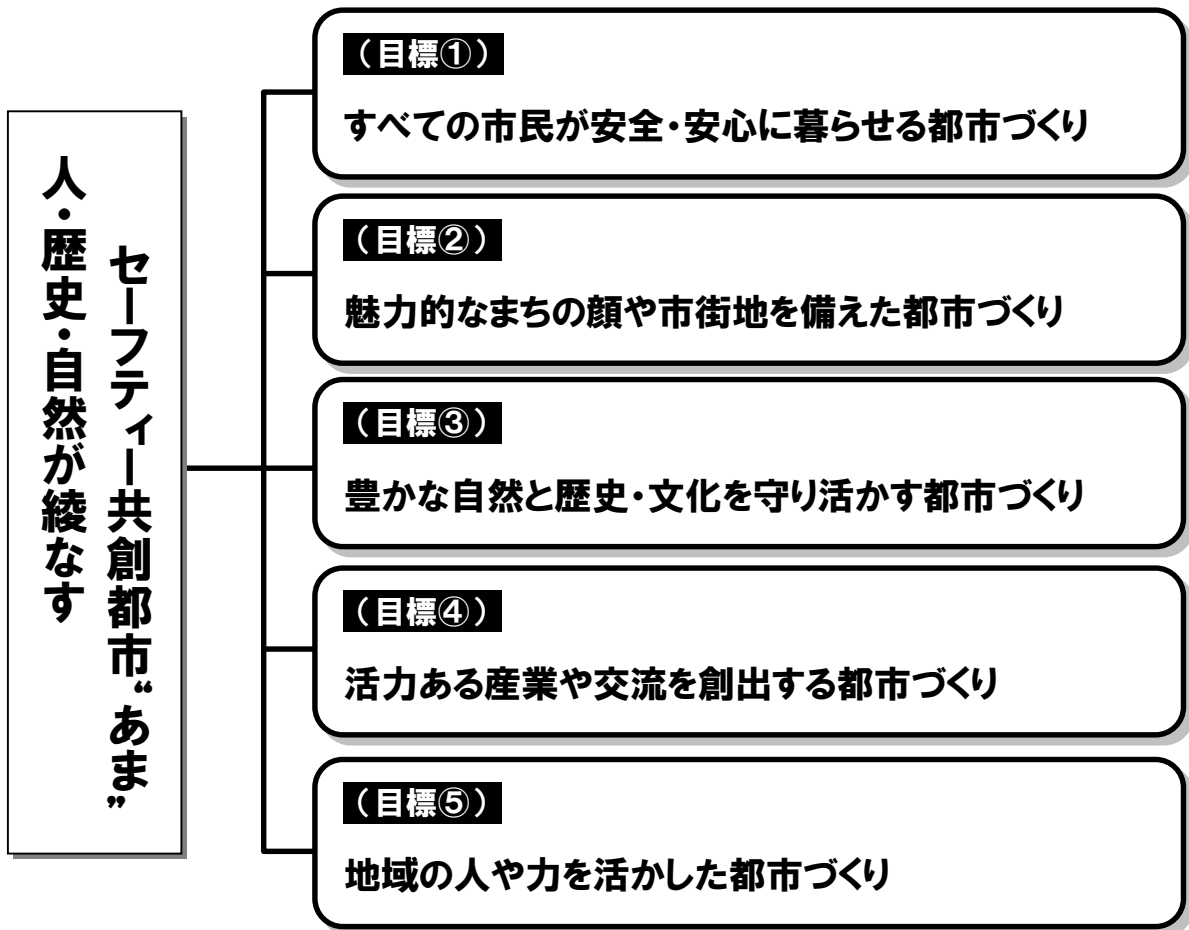 人・歴史・自然が綾なす
セーフティー共創都市“あま”
（目標①）
すべての市民が安全・安心に暮らせる都市づくり
（目標②）
魅力的なまちの顔や市街地を備えた都市づくり
（目標③）
豊かな自然と歴史・文化を守り活かす都市づくり
（目標④）
活力ある産業や交流を創出する都市づくり
（目標⑤）
地域の人や力を活かした都市づくり